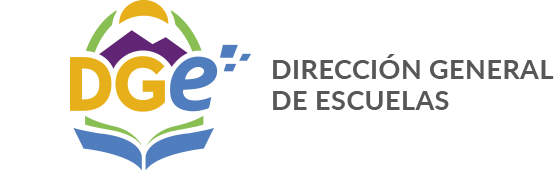 DGe
DIRECCIÓN GENERAL
DE ESCUELAS